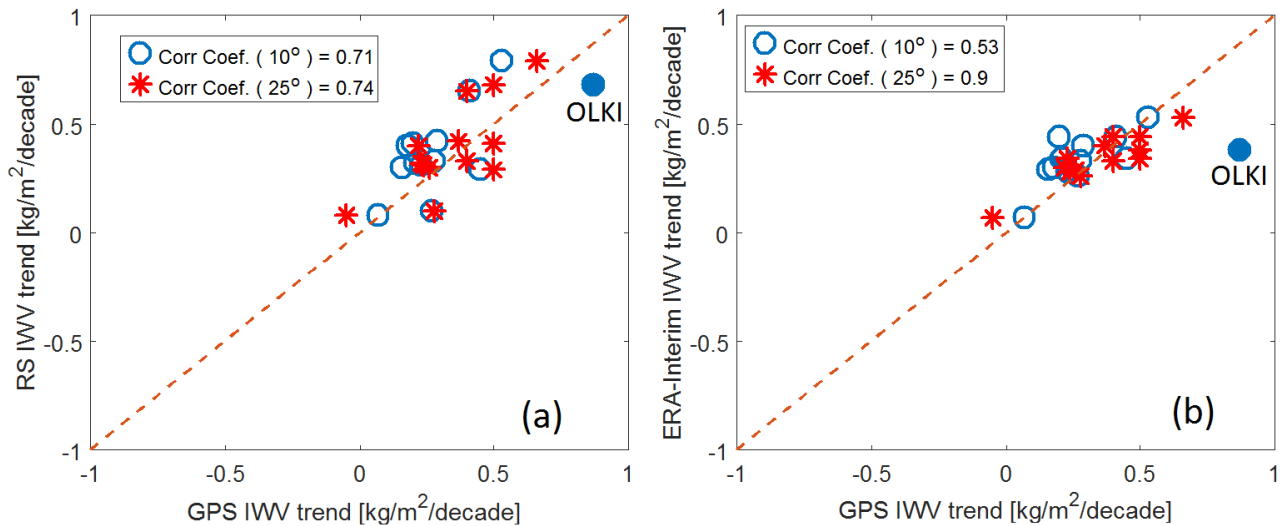 1
0.5
0
-0.5
-1
-1
-0.5
0
0.5
1
RS IWV trend [kg/m²/decade]
GPS IWV trend [kg/m²/decade]
Corr Coef. ( 10° ) = 0.71
Corr Coef. ( 25° ) = 0.74
OLKI
(a)
1
0.5
0
-0.5
-1
-1
-0.5
0
0.5
1
ERA-Interim IWV trend [kg/m²/decade]
GPS IWV trend [kg/m²/decade]
Corr Coef. ( 10° ) = 0.53
Corr Coef. ( 25° ) = 0.9
OLKI
(b)